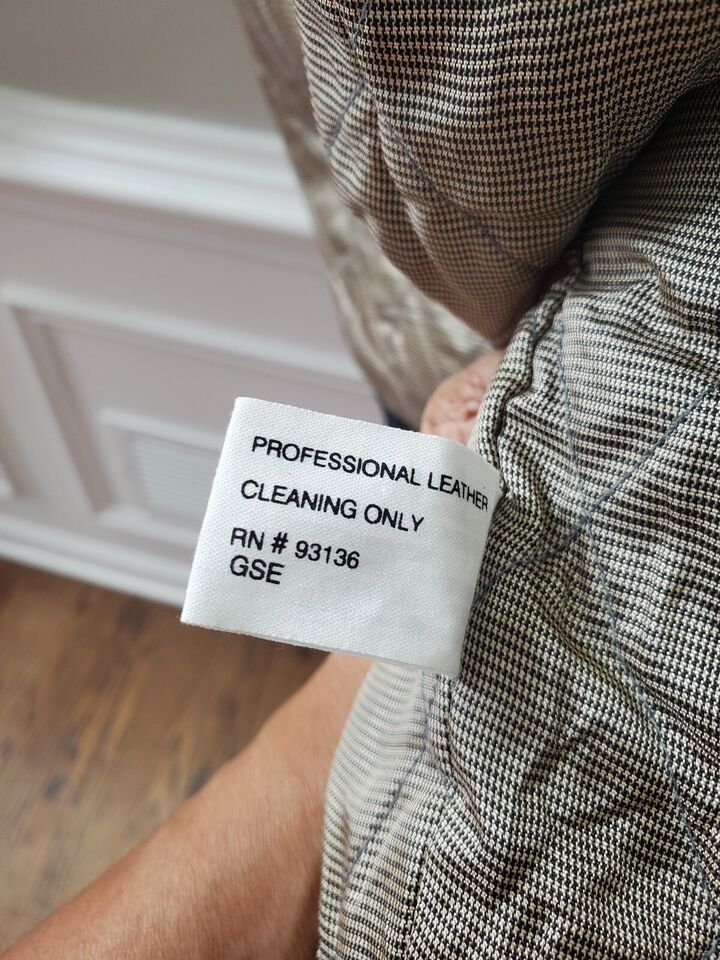 PROFESSIONAL LEATHER
CLEANING ONLY
RN # 93136
GSE